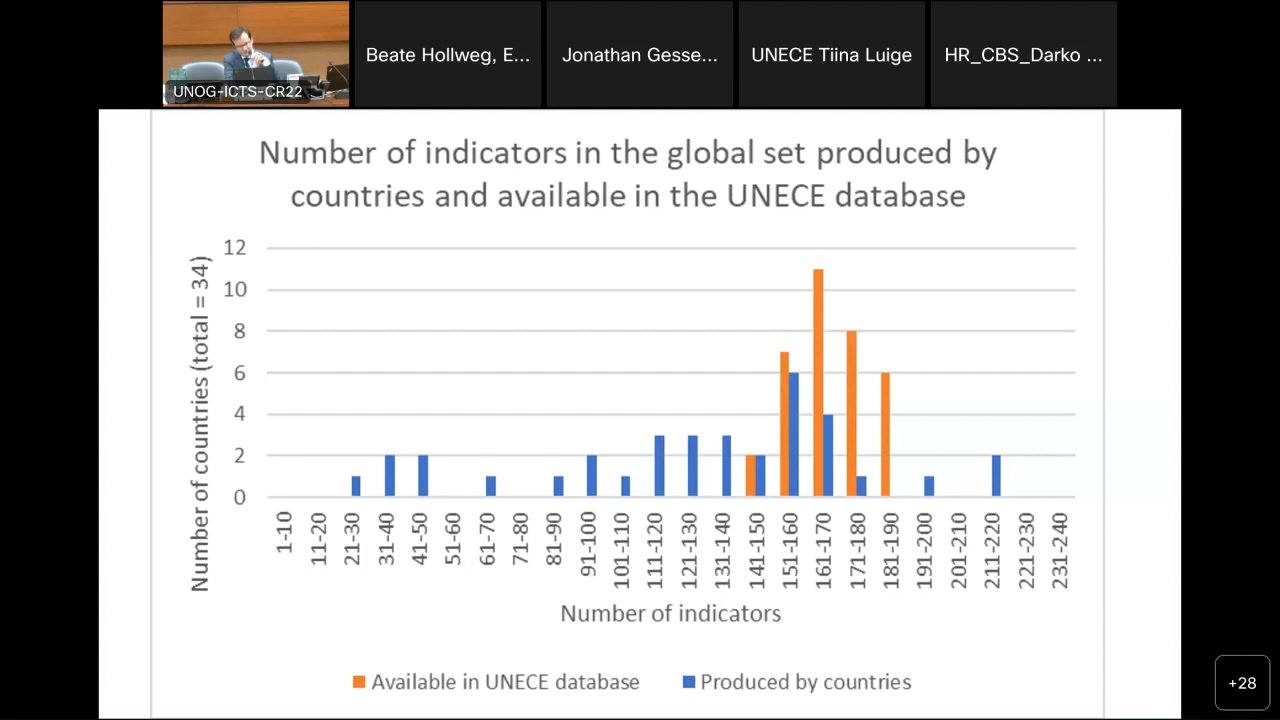 UNOG-ICTS-CR22
Beate Hollweg, E...
Jonathan Gesse...
UNECE Tiina Luige
HR_CBS_Darko ...
Number of indicators in the global set produced by
countries and available in the UNECE database
Number of countries (total = 34)
12
10
8
6
4
2
0
1-10
11-20
21-30
31-40
41-50
51-60
61-70
71-80
81-90
91-100
101-110
111-120
121-130
131-140
141-150
151-160
161-170
171-180
181-190
191-200
201-210
211-220
221-230
231-240
Number of indicators
Available in UNECE database
Produced by countries
+28